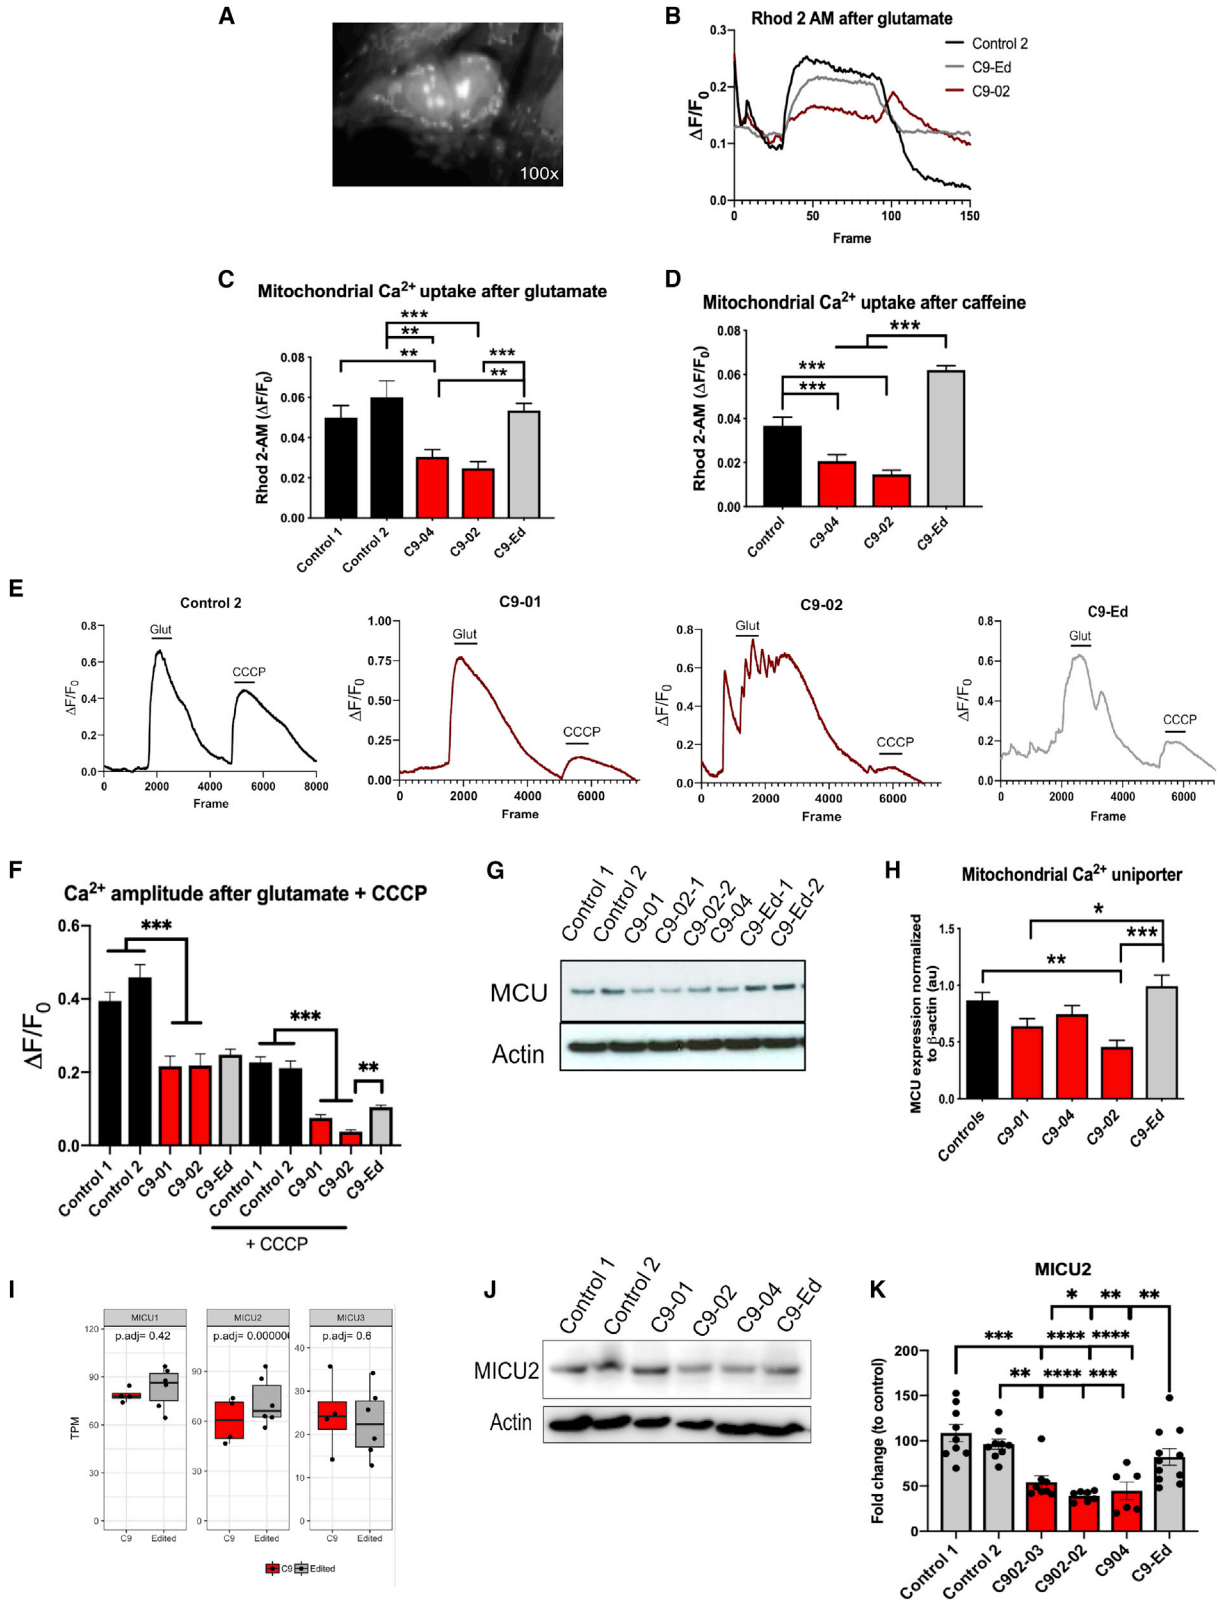 A
100x
B
Rhod 2 AM after glutamate
Control 2
C9-Ed
C9-02
ΔF/F0
0.3
0.2
0.1
0.0
0 50 100 150
Frame
C
Mitochondrial Ca2+ uptake after glutamate
***
**
** ***
**
Rhod 2-AM (ΔF/F0)
0.08
0.06
0.04
0.02
0.00
Control 1 Control 2 C9-04 C9-02 C9-Ed
D
Mitochondrial Ca2+ uptake after caffeine
***
***
***
Rhod 2-AM (ΔF/F0)
0.08
0.06
0.04
0.02
0.00
Control C9-04 C9-02 C9-Ed
E
Control 2
Glut
CCCP
ΔF/F0
0.8
0.6
0.4
0.2
0.0
0 2000 4000 6000 8000
Frame
C9-01
Glut
CCCP
ΔF/F0
1.00
0.75
0.50
0.25
0.00
0 2000 4000 6000
Frame
C9-02
Glut
CCCP
ΔF/F0
0.8
0.6
0.4
0.2
0.0
0 2000 4000 6000
Frame
C9-Ed
Glut
CCCP
ΔF/F0
0.8
0.6
0.4
0.2
0.0
0 2000 4000 6000
Frame
F
Ca2+ amplitude after glutamate + CCCP
***
***
**
ΔF/F0
0.6
0.4
0.2
0.0
Control 1 Control 2 C9-01 C9-02 C9-Ed Control 1 Control 2 C9-01 C9-02 C9-Ed
+ CCCP
G
Control 1 Control 2 C9-01 C9-02-1 C9-02-2 C9-04 C9-Ed-1 C9-Ed-2
MCU
Actin
H
Mitochondrial Ca2+ uniporter
*
***
**
MCU expression normalized
to β-actin (au)
1.5
1.0
0.5
0.0
Controls C9-01 C9-04 C9-02 C9-Ed
I
MICU1 MICU2 MICU3
p.adj= 0.42 p.adj= 0.00000 p.adj= 0.6
TPM
120
90
60
30
0
90
60
30
0
40
30
20
10
0
C9 Edited C9 Edited C9 Edited
C9 Edited
J
Control 1 Control 2 C9-01 C9-02 C9-04 C9-Ed
MICU2
Actin
K
MICU2
* ** **
*** **** ****
** **** ***
Fold change (to control)
200
150
100
50
0
Control 1 Control 2 C902-03 C902-02 C904 C9-Ed